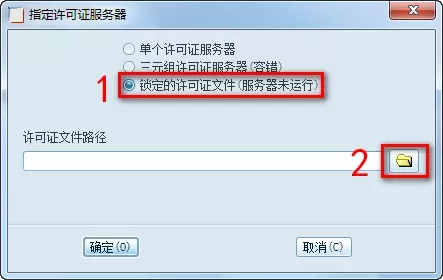 指定许可证服务器
单个许可证服务器
三元组许可证服务器(容错)
1
锁定的许可证文件(服务器未运行)
许可证文件路径
2
确定(O)
取消(C)